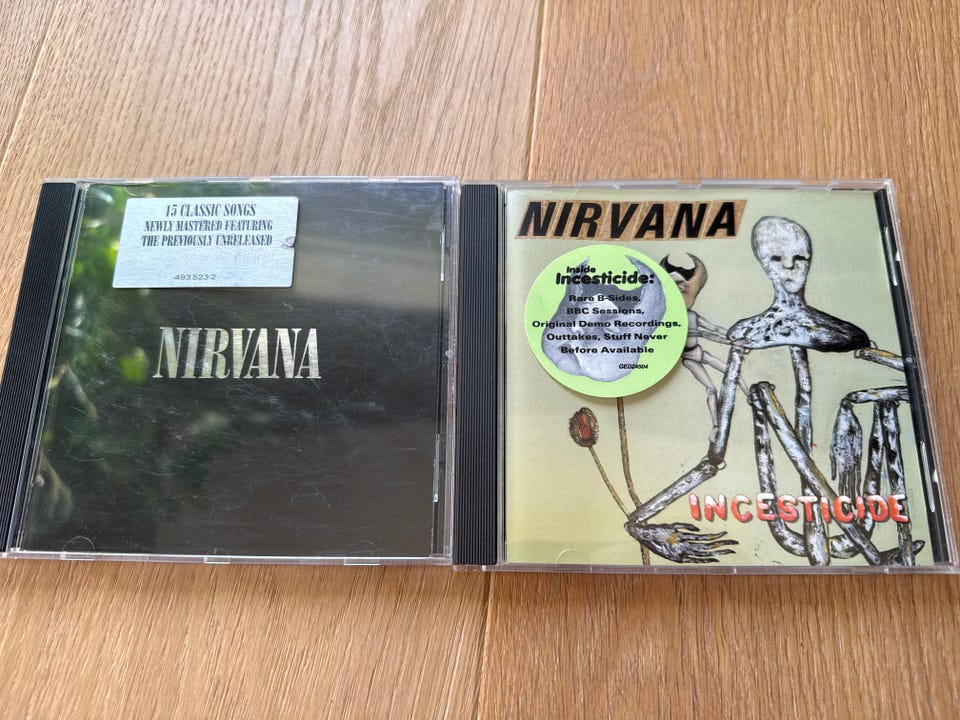 15 CLASSIC SONGS
NEWLY MASTERED FEATURING
THE PREVIOUSLY UNRELEASED
493 523-2
NIRVANA
NIRVANA
Inside
Incesticide:
Rare B-Sides,
BBC Sessions,
Original Demo Recordings,
Outtakes, Stuff Never
Before Available
GED24504
INCESTICIDE